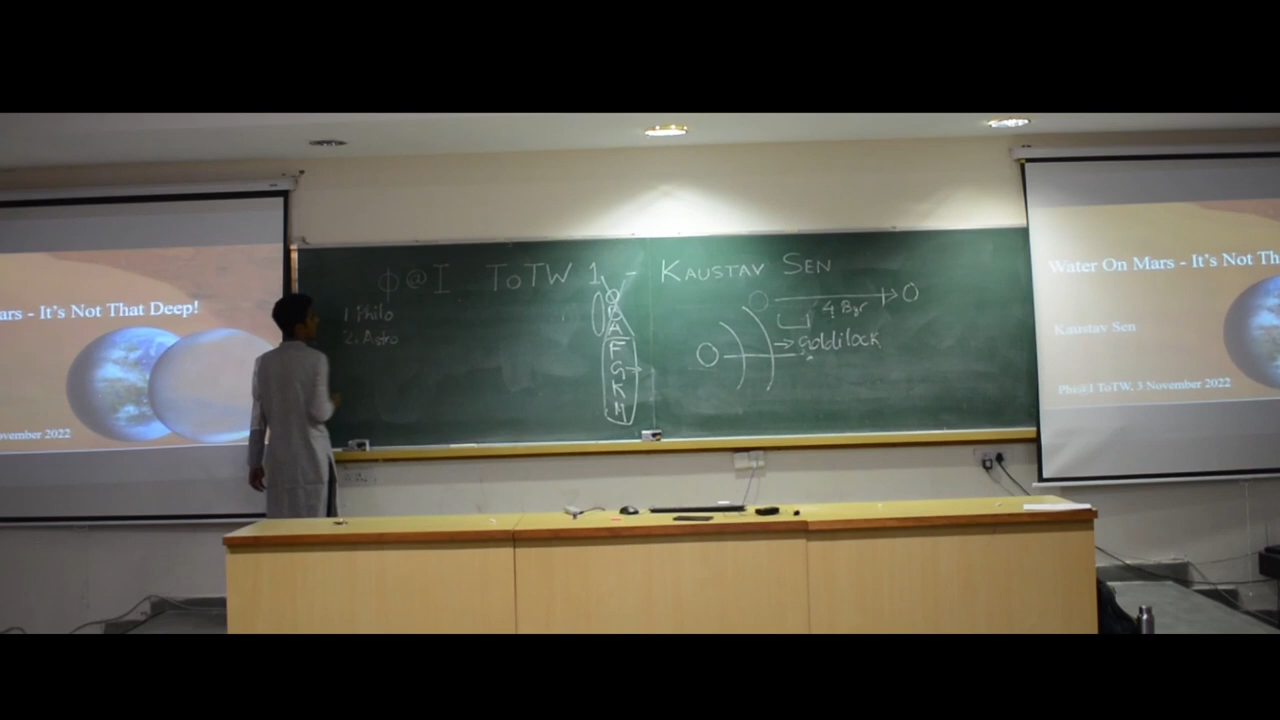 ars - It's Not That Deep!
ovember 2022
Φ@I ToTW 1 - KAUSTAV SEN
1. Philo
2. Astro
O
B
A
F
G
K
M
4 Byr
Goldilock
Water On Mars - It's Not Th
Kaustav Sen
Phi@I ToTW, 3 November 2022